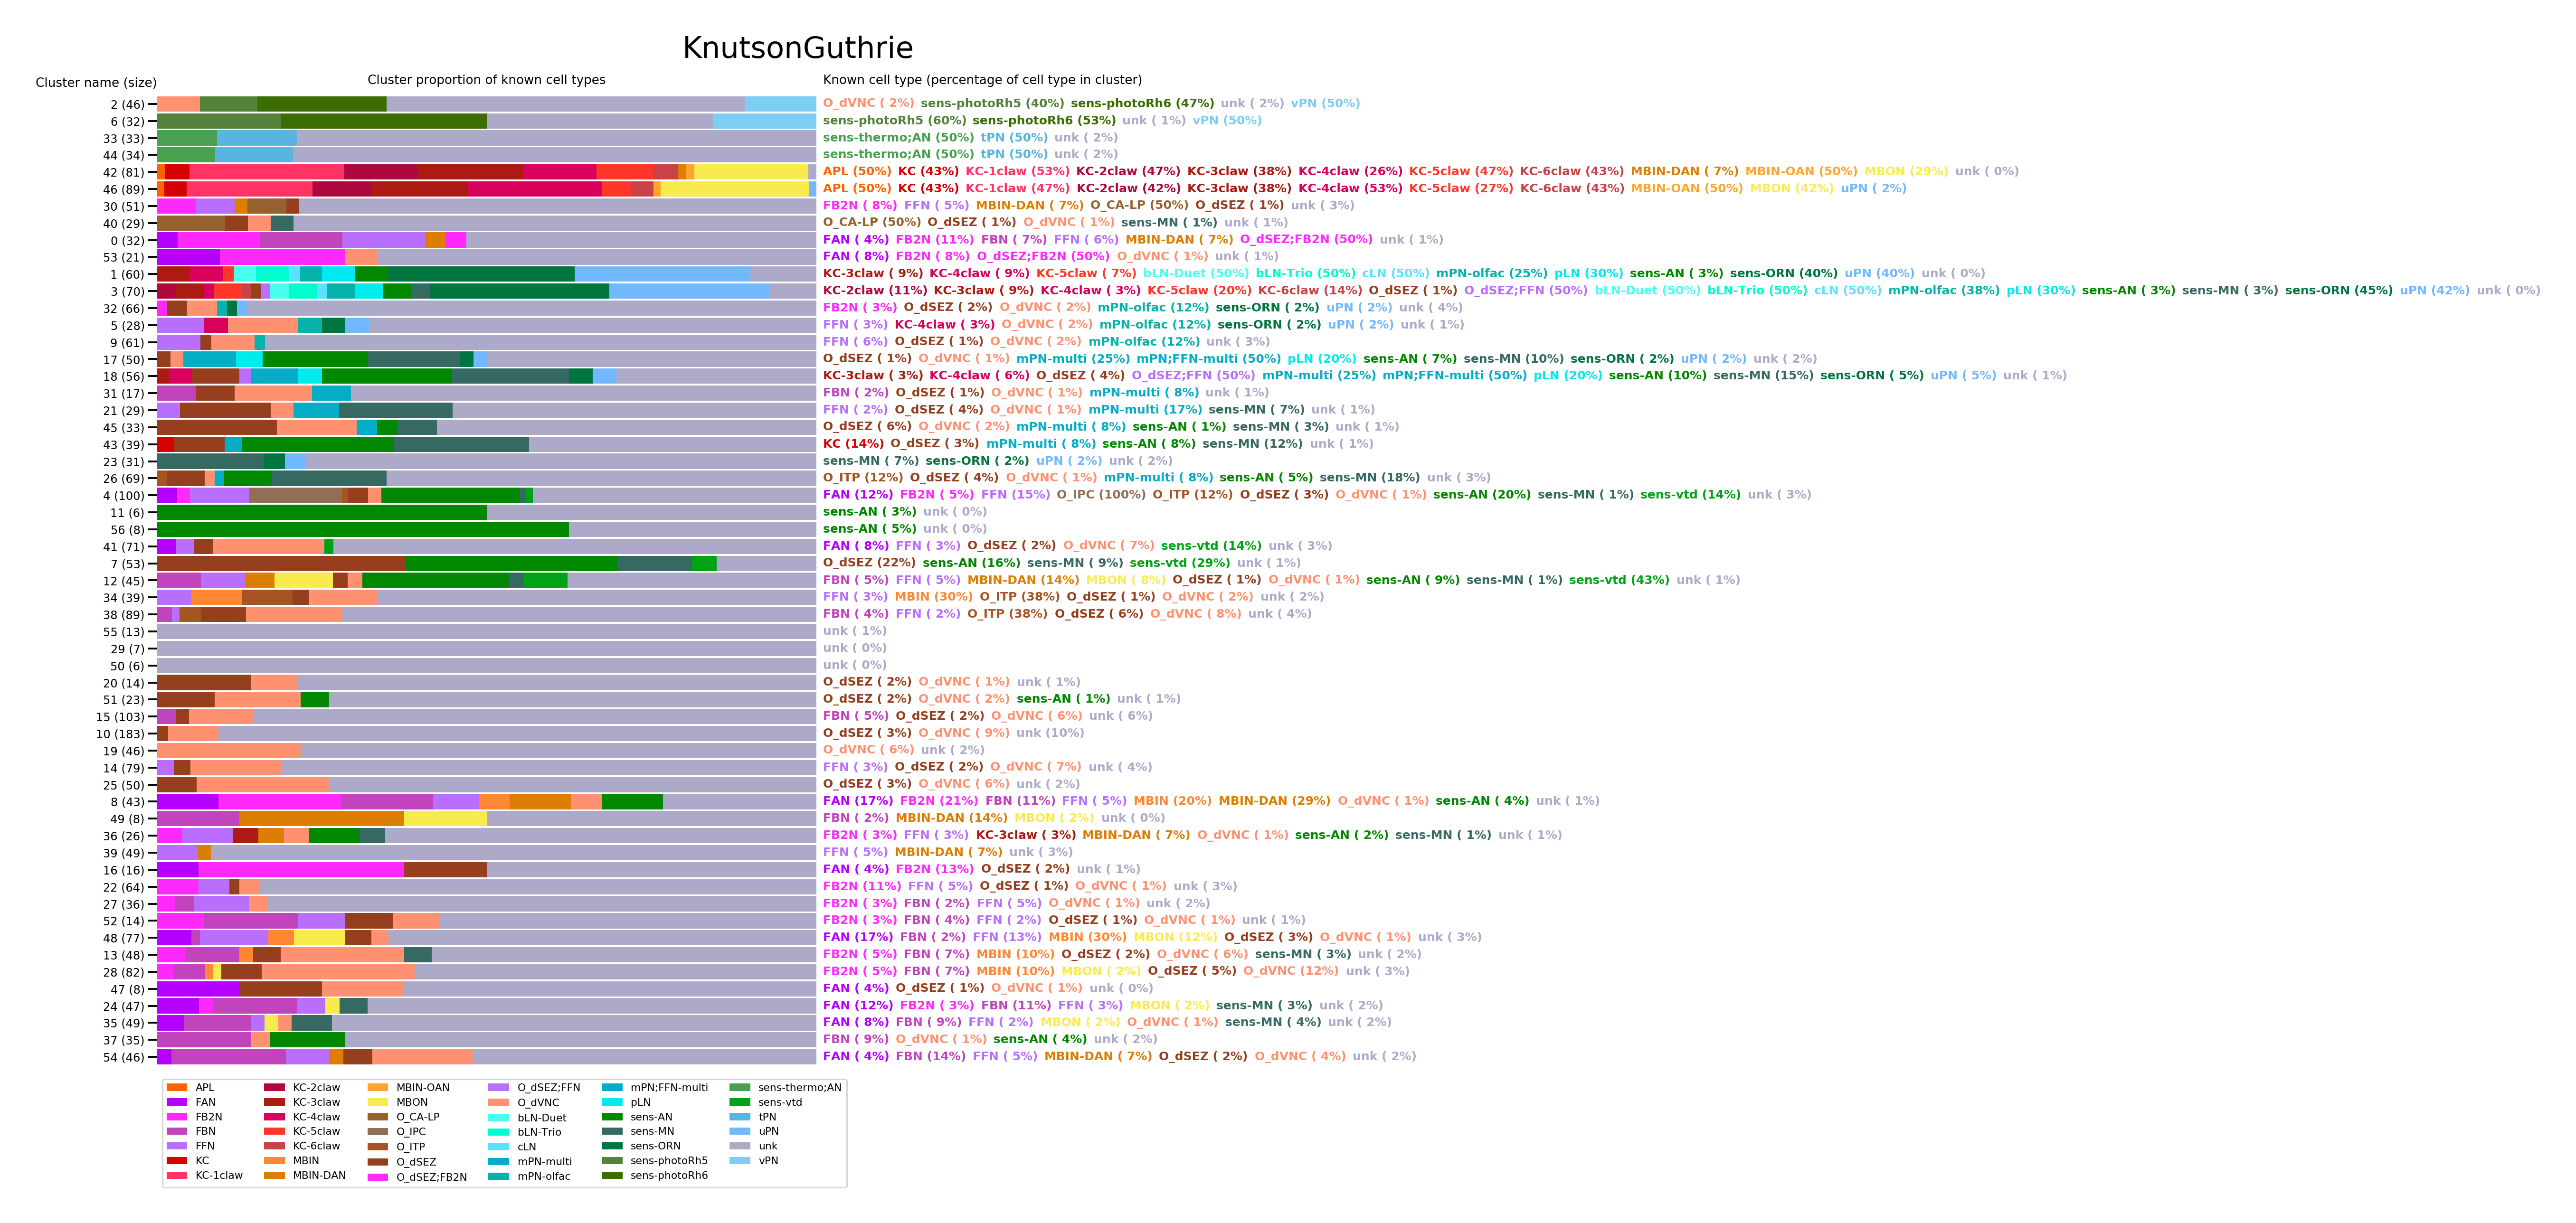 KnutsonGuthrie
Cluster name (size) Cluster proportion of known cell types Known cell type (percentage of cell type in cluster)
2 (46) O_dVNC ( 2%) sens-photoRh5 (40%) sens-photoRh6 (47%) unk ( 2%) vPN (50%)
6 (32) sens-photoRh5 (60%) sens-photoRh6 (53%) unk ( 1%) vPN (50%)
33 (33) sens-thermo;AN (50%) tPN (50%) unk ( 2%)
44 (34) sens-thermo;AN (50%) tPN (50%) unk ( 2%)
42 (81) APL (50%) KC (43%) KC-1claw (53%) KC-2claw (47%) KC-3claw (38%) KC-4claw (26%) KC-5claw (47%) KC-6claw (43%) MBIN-DAN ( 7%) MBIN-OAN (50%) MBON (29%) unk ( 0%)
46 (89) APL (50%) KC (43%) KC-1claw (47%) KC-2claw (42%) KC-3claw (38%) KC-4claw (53%) KC-5claw (27%) KC-6claw (43%) MBIN-OAN (50%) MBON (42%) uPN ( 2%)
30 (51) FB2N ( 8%) FFN ( 5%) MBIN-DAN ( 7%) O_CA-LP (50%) O_dSEZ ( 1%) unk ( 3%)
40 (29) O_CA-LP (50%) O_dSEZ ( 1%) O_dVNC ( 1%) sens-MN ( 1%) unk ( 1%)
0 (32) FAN ( 4%) FB2N (11%) FBN ( 7%) FFN ( 6%) MBIN-DAN ( 7%) O_dSEZ;FB2N (50%) unk ( 1%)
53 (21) FAN ( 8%) FB2N ( 8%) O_dSEZ;FB2N (50%) O_dVNC ( 1%) unk ( 1%)
1 (60) KC-3claw ( 9%) KC-4claw ( 9%) KC-5claw ( 7%) bLN-Duet (50%) bLN-Trio (50%) cLN (50%) mPN-olfac (25%) pLN (30%) sens-AN ( 3%) sens-ORN (40%) uPN (40%) unk ( 0%)
3 (70) KC-2claw (11%) KC-3claw ( 9%) KC-4claw ( 3%) KC-5claw (20%) KC-6claw (14%) O_dSEZ ( 1%) O_dSEZ;FFN (50%) bLN-Duet (50%) bLN-Trio (50%) cLN (50%) mPN-olfac (38%) pLN (30%) sens-AN ( 3%) sens-MN ( 3%) sens-ORN (45%) uPN (42%) unk ( 0%)
32 (66) FB2N ( 3%) O_dSEZ ( 2%) O_dVNC ( 2%) mPN-olfac (12%) sens-ORN ( 2%) uPN ( 2%) unk ( 4%)
5 (28) FFN ( 3%) KC-4claw ( 3%) O_dVNC ( 2%) mPN-olfac (12%) sens-ORN ( 2%) uPN ( 2%) unk ( 1%)
9 (61) FFN ( 6%) O_dSEZ ( 1%) O_dVNC ( 2%) mPN-olfac (12%) unk ( 3%)
17 (50) O_dSEZ ( 1%) O_dVNC ( 1%) mPN-multi (25%) mPN;FFN-multi (50%) pLN (20%) sens-AN ( 7%) sens-MN (10%) sens-ORN ( 2%) uPN ( 2%) unk ( 2%)
18 (56) KC-3claw ( 3%) KC-4claw ( 6%) O_dSEZ ( 4%) O_dSEZ;FFN (50%) mPN-multi (25%) mPN;FFN-multi (50%) pLN (20%) sens-AN (10%) sens-MN (15%) sens-ORN ( 5%) uPN ( 5%) unk ( 1%)
31 (17) FBN ( 2%) O_dSEZ ( 1%) O_dVNC ( 1%) mPN-multi ( 8%) unk ( 1%)
21 (29) FFN ( 2%) O_dSEZ ( 4%) O_dVNC ( 1%) mPN-multi (17%) sens-MN ( 7%) unk ( 1%)
45 (33) O_dSEZ ( 6%) O_dVNC ( 2%) mPN-multi ( 8%) sens-AN ( 1%) sens-MN ( 3%) unk ( 1%)
43 (39) KC (14%) O_dSEZ ( 3%) mPN-multi ( 8%) sens-AN ( 8%) sens-MN (12%) unk ( 1%)
23 (31) sens-MN ( 7%) sens-ORN ( 2%) uPN ( 2%) unk ( 2%)
26 (69) O_ITP (12%) O_dSEZ ( 4%) O_dVNC ( 1%) mPN-multi ( 8%) sens-AN ( 5%) sens-MN (18%) unk ( 3%)
4 (100) FAN (12%) FB2N ( 5%) FFN (15%) O_IPC (100%) O_ITP (12%) O_dSEZ ( 3%) O_dVNC ( 1%) sens-AN (20%) sens-MN ( 1%) sens-vtd (14%) unk ( 3%)
11 (6) sens-AN ( 3%) unk ( 0%)
56 (8) sens-AN ( 5%) unk ( 0%)
41 (71) FAN ( 8%) FFN ( 3%) O_dSEZ ( 2%) O_dVNC ( 7%) sens-vtd (14%) unk ( 3%)
7 (53) O_dSEZ (22%) sens-AN (16%) sens-MN ( 9%) sens-vtd (29%) unk ( 1%)
12 (45) FBN ( 5%) FFN ( 5%) MBIN-DAN (14%) MBON ( 8%) O_dSEZ ( 1%) O_dVNC ( 1%) sens-AN ( 9%) sens-MN ( 1%) sens-vtd (43%) unk ( 1%)
34 (39) FFN ( 3%) MBIN (30%) O_ITP (38%) O_dSEZ ( 1%) O_dVNC ( 2%) unk ( 2%)
38 (89) FBN ( 4%) FFN ( 2%) O_ITP (38%) O_dSEZ ( 6%) O_dVNC ( 8%) unk ( 4%)
55 (13) unk ( 1%)
29 (7) unk ( 0%)
50 (6) unk ( 0%)
20 (14) O_dSEZ ( 2%) O_dVNC ( 1%) unk ( 1%)
51 (23) O_dSEZ ( 2%) O_dVNC ( 2%) sens-AN ( 1%) unk ( 1%)
15 (103) FBN ( 5%) O_dSEZ ( 2%) O_dVNC ( 6%) unk ( 6%)
10 (183) O_dSEZ ( 3%) O_dVNC ( 9%) unk (10%)
19 (46) O_dVNC ( 6%) unk ( 2%)
14 (79) FFN ( 3%) O_dSEZ ( 2%) O_dVNC ( 7%) unk ( 4%)
25 (50) O_dSEZ ( 3%) O_dVNC ( 6%) unk ( 2%)
8 (43) FAN (17%) FB2N (21%) FBN (11%) FFN ( 5%) MBIN (20%) MBIN-DAN (29%) O_dVNC ( 1%) sens-AN ( 4%) unk ( 1%)
49 (8) FBN ( 2%) MBIN-DAN (14%) MBON ( 2%) unk ( 0%)
36 (26) FB2N ( 3%) FFN ( 3%) KC-3claw ( 3%) MBIN-DAN ( 7%) O_dVNC ( 1%) sens-AN ( 2%) sens-MN ( 1%) unk ( 1%)
39 (49) FFN ( 5%) MBIN-DAN ( 7%) unk ( 3%)
16 (16) FAN ( 4%) FB2N (13%) O_dSEZ ( 2%) unk ( 1%)
22 (64) FB2N (11%) FFN ( 5%) O_dSEZ ( 1%) O_dVNC ( 1%) unk ( 3%)
27 (36) FB2N ( 3%) FBN ( 2%) FFN ( 5%) O_dVNC ( 1%) unk ( 2%)
52 (14) FB2N ( 3%) FBN ( 4%) FFN ( 2%) O_dSEZ ( 1%) O_dVNC ( 1%) unk ( 1%)
48 (77) FAN (17%) FBN ( 2%) FFN (13%) MBIN (30%) MBON (12%) O_dSEZ ( 3%) O_dVNC ( 1%) unk ( 3%)
13 (48) FB2N ( 5%) FBN ( 7%) MBIN (10%) O_dSEZ ( 2%) O_dVNC ( 6%) sens-MN ( 3%) unk ( 2%)
28 (82) FB2N ( 5%) FBN ( 7%) MBIN (10%) MBON ( 2%) O_dSEZ ( 5%) O_dVNC (12%) unk ( 3%)
47 (8) FAN ( 4%) O_dSEZ ( 1%) O_dVNC ( 1%) unk ( 0%)
24 (47) FAN (12%) FB2N ( 3%) FBN (11%) FFN ( 3%) MBON ( 2%) sens-MN ( 3%) unk ( 2%)
35 (49) FAN ( 8%) FBN ( 9%) FFN ( 2%) MBON ( 2%) O_dVNC ( 1%) sens-MN ( 4%) unk ( 2%)
37 (35) FBN ( 9%) O_dVNC ( 1%) sens-AN ( 4%) unk ( 2%)
54 (46) FAN ( 4%) FBN (14%) FFN ( 5%) MBIN-DAN ( 7%) O_dSEZ ( 2%) O_dVNC ( 4%) unk ( 2%)
APL KC-2claw MBIN-OAN O_dSEZ;FFN mPN;FFN-multi sens-thermo;AN
FAN KC-3claw MBON O_dVNC pLN sens-vtd
FB2N KC-4claw O_CA-LP bLN-Duet sens-AN tPN
FBN KC-5claw O_IPC bLN-Trio sens-MN uPN
FFN KC-6claw O_ITP cLN sens-ORN unk
KC MBIN O_dSEZ mPN-multi sens-photoRh5 vPN
KC-1claw MBIN-DAN O_dSEZ;FB2N mPN-olfac sens-photoRh6